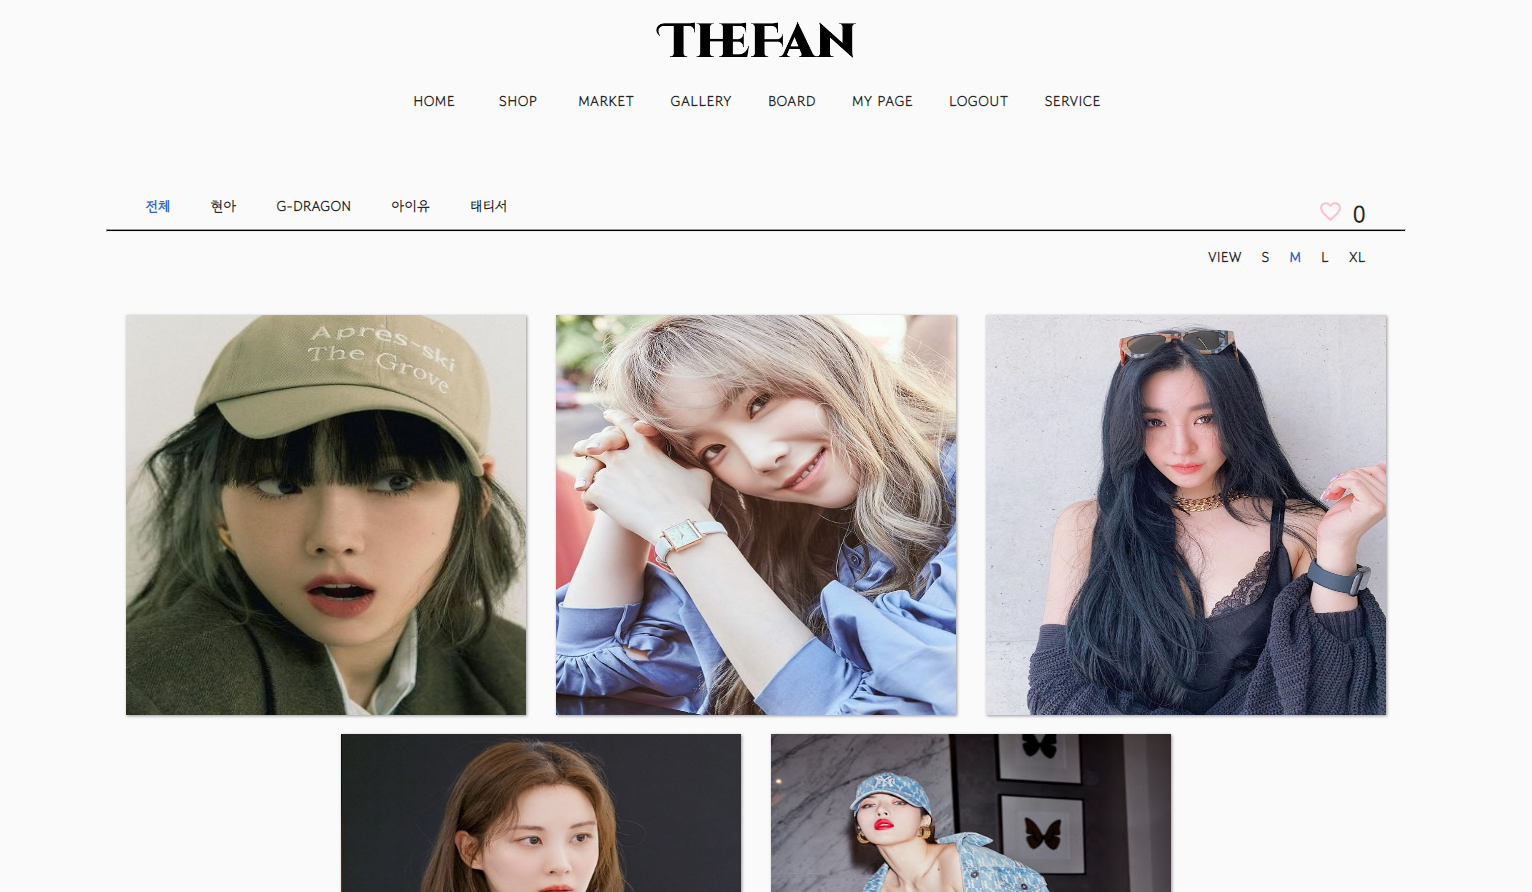 THEFAN
HOME SHOP MARKET GALLERY BOARD MY PAGE LOGOUT SERVICE
전체 현아 G-DRAGON 아이유 태티서 0
VIEW S M L XL
Après-ski
The Grove